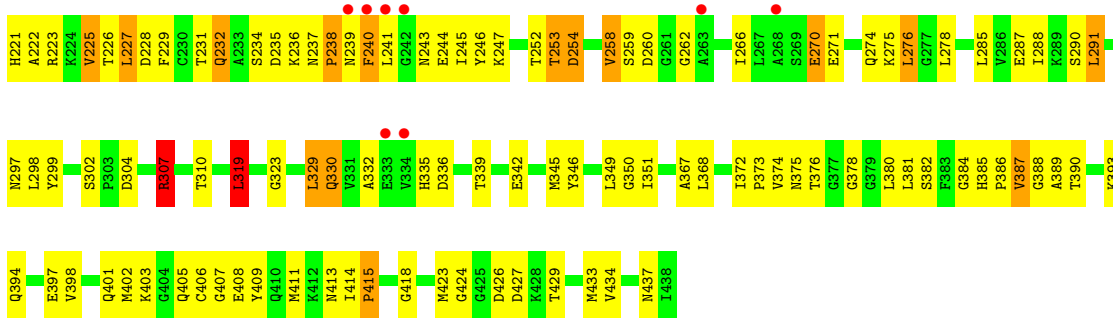 H221 A222 R223 K224 V225 T226 L227 D228 F229 C230 T231 Q232 A233 S234 D235 K236 N237 P238 N239 F240 L241 G242 N243 E244 I245 Y246 K247 T252 T253 D254 V258 S259 D260 G261 G262 A263 I266 L267 A268 S269 E270 E271 Q274 K275 L276 G277 L278 L285 V286 E287 I288 K289 S290 L291
N297 L298 Y299 S302 P303 D304 R307 T310 L319 G323 L329 Q330 V331 A332 E333 V334 H335 D336 T339 E342 M345 Y346 L349 G350 I351 A367 L368 I372 P373 V374 N375 T376 G377 G378 G379 L380 L381 S382 F383 G384 H385 P386 V387 G388 A389 T390 K393
Q394 E397 V398 Q401 M402 K403 G404 Q405 C406 G407 E408 Y409 Q410 M411 K412 N413 I414 P415 G418 M423 G424 G425 D426 D427 K428 T429 M433 V434 N437 I438